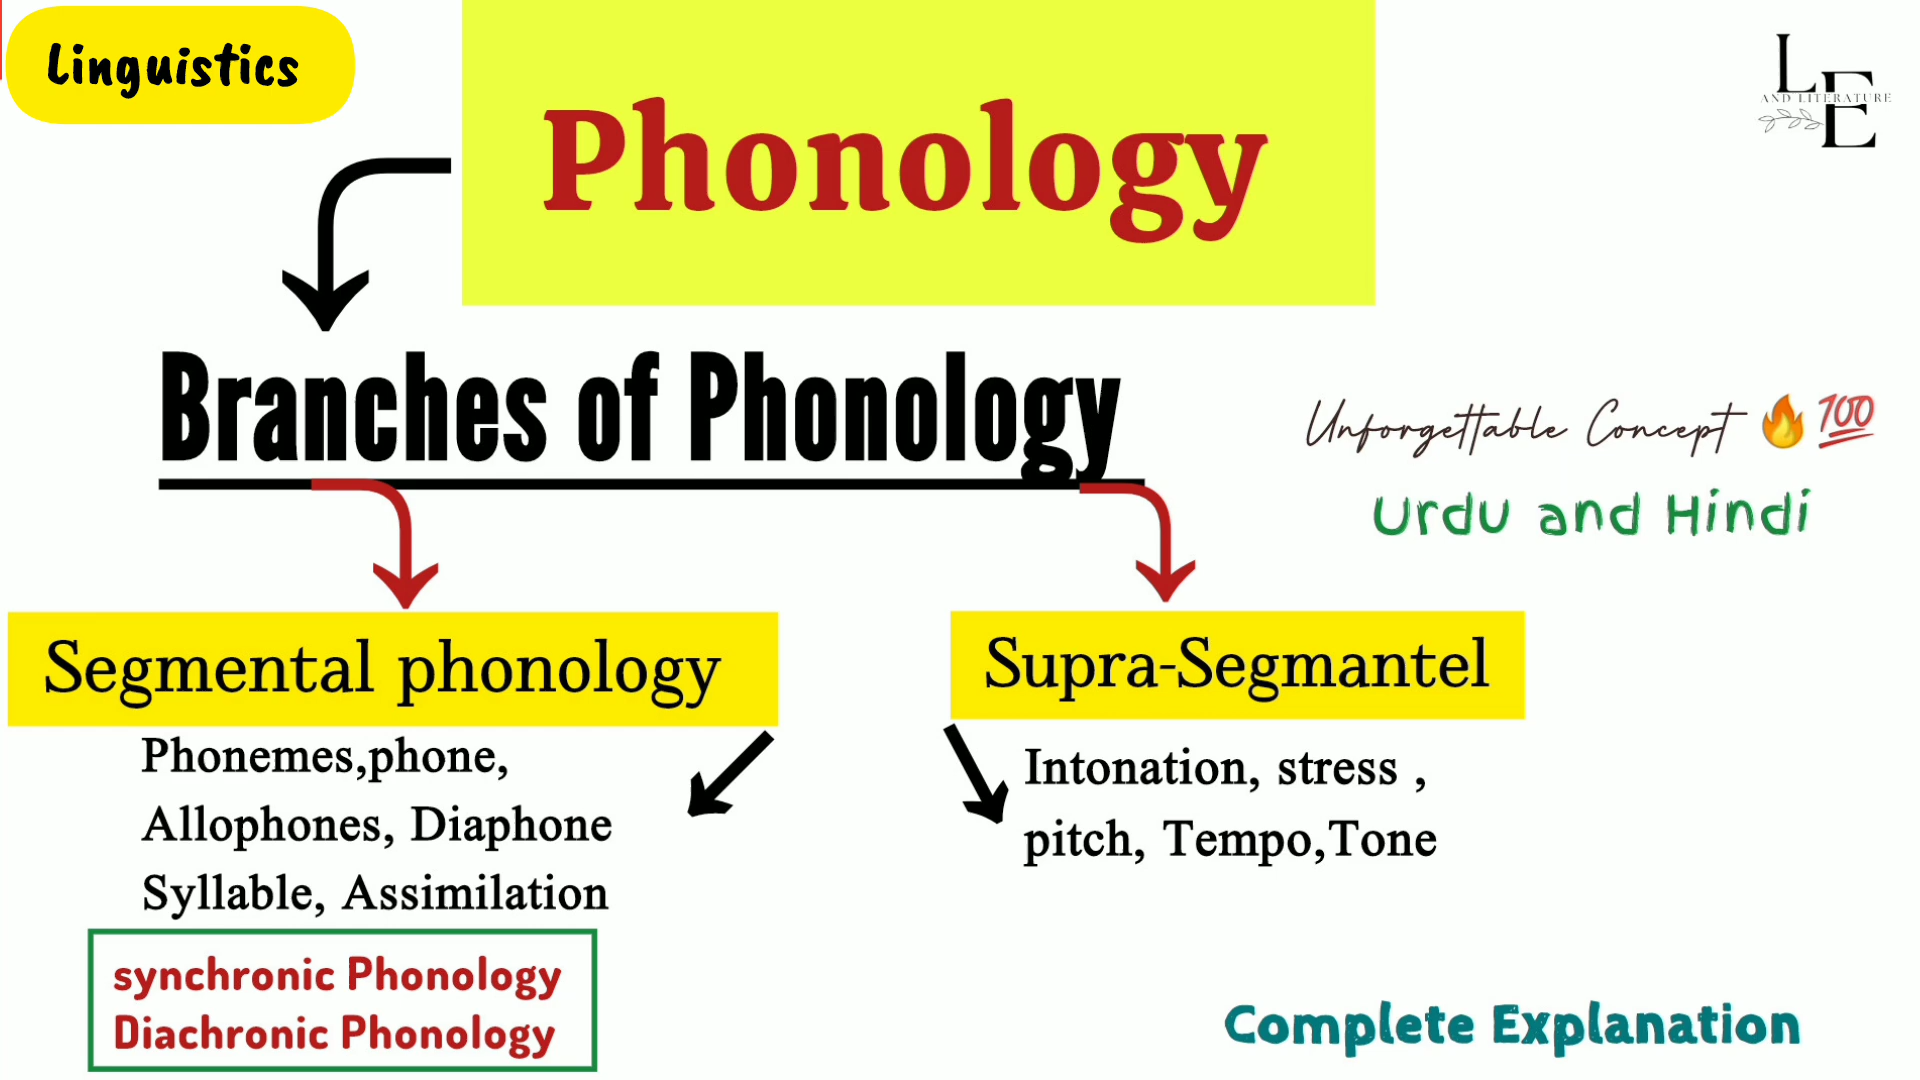 Linguistics
Phonology
L
AND LITERATURE
E
Branches of Phonology
Unforgettable Concept 🔥💯
Urdu and Hindi
Segmental phonology
Supra-Segmantel
Phonemes,phone,
Allophones, Diaphone
Syllable, Assimilation
Intonation, stress ,
pitch, Tempo,Tone
synchronic Phonology
Diachronic Phonology
Complete Explanation